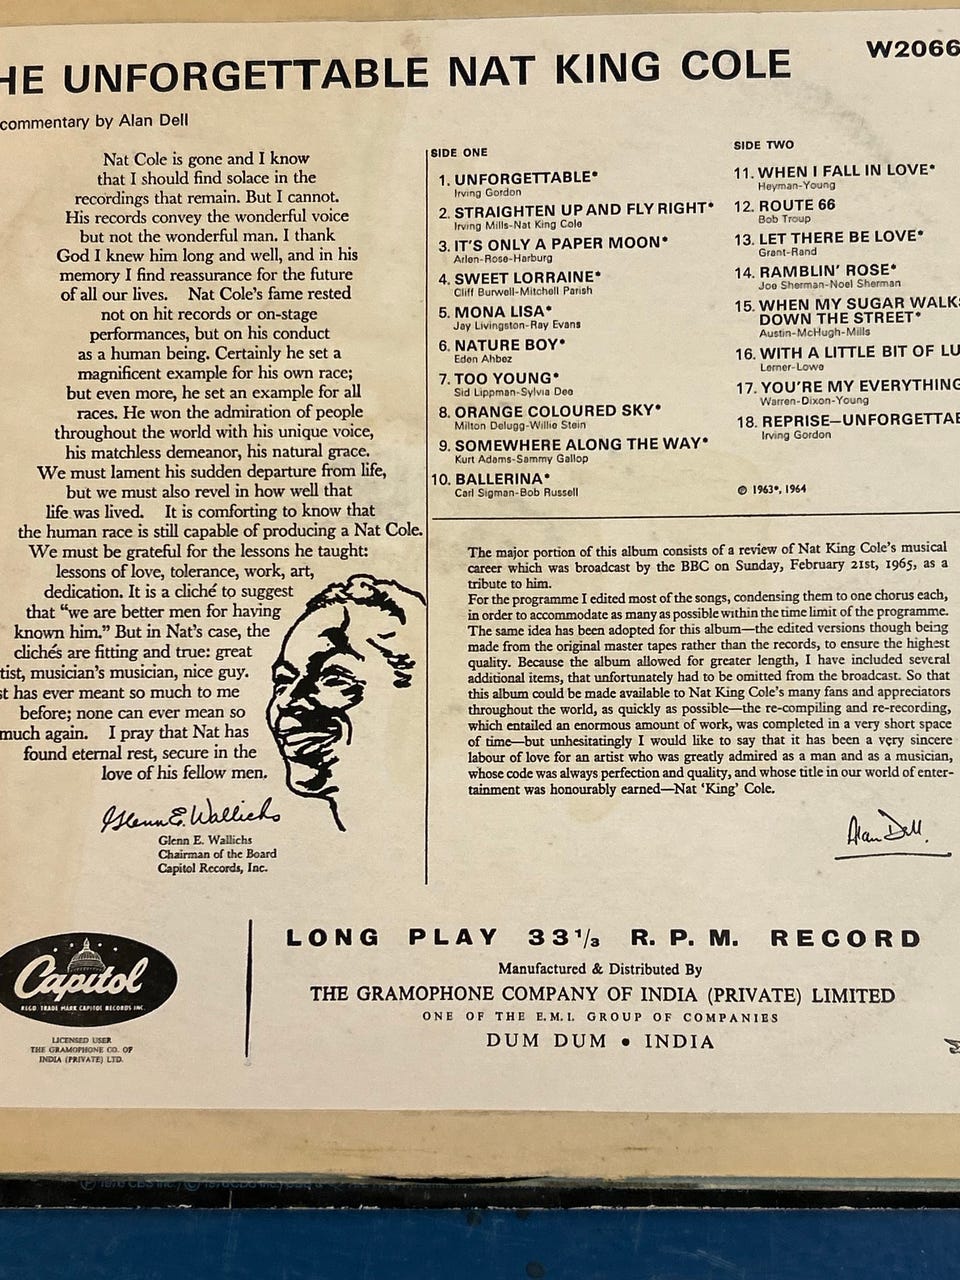 HE UNFORGETTABLE NAT KING COLE
W2066
commentary by Alan Dell
Nat Cole is gone and I know
that I should find solace in the
recordings that remain. But I cannot.
His records convey the wonderful voice
but not the wonderful man. I thank
God I knew him long and well, and in his
memory I find reassurance for the future
of all our lives. Nat Cole's fame rested
not on hit records or on-stage
performances, but on his conduct
as a human being. Certainly he set a
magnificent example for his own race;
but even more, he set an example for all
races. He won the admiration of people
throughout the world with his unique voice,
his matchless demeanor, his natural grace.
We must lament his sudden departure from life,
but we must also revel in how well that
life was lived. It is comforting to know that
the human race is still capable of producing a Nat Cole.
We must be grateful for the lessons he taught:
lessons of love, tolerance, work, art,
dedication. It is a cliché to suggest
that “we are better men for having
known him.” But in Nat's case, the
clichés are fitting and true: great
tist, musician's musician, nice guy.
st has ever meant so much to me
before; none can ever mean so
much again. I pray that Nat has
found eternal rest, secure in the
love of his fellow men.
Glenn E. Wallichs
Glenn E. Wallichs
Chairman of the Board
Capitol Records, Inc.
SIDE ONE
1. UNFORGETTABLE*
Irving Gordon
2. STRAIGHTEN UP AND FLY RIGHT*
Irving Mills-Nat King Cole
3. IT'S ONLY A PAPER MOON*
Arlen-Rose-Harburg
4. SWEET LORRAINE*
Cliff Burwell-Mitchell Parish
5. MONA LISA*
Jay Livingston-Ray Evans
6. NATURE BOY*
Eden Ahbez
7. TOO YOUNG*
Sid Lippman-Sylvia Dee
8. ORANGE COLOURED SKY*
Milton Delugg-Willie Stein
9. SOMEWHERE ALONG THE WAY*
Kurt Adams-Sammy Gallop
10. BALLERINA*
Carl Sigman-Bob Russell
SIDE TWO
11. WHEN I FALL IN LOVE*
Heyman-Young
12. ROUTE 66
Bob Troup
13. LET THERE BE LOVE*
Grant-Rand
14. RAMBLIN' ROSE*
Joe Sherman-Noel Sherman
15. WHEN MY SUGAR WALKS
DOWN THE STREET*
Austin-McHugh-Mills
16. WITH A LITTLE BIT OF LU
Lerner-Lowe
17. YOU'RE MY EVERYTHING
Warren-Dixon-Young
18. REPRISE—UNFORGETTAB
Irving Gordon
℗ 1963*, 1964
The major portion of this album consists of a review of Nat King Cole's musical
career which was broadcast by the BBC on Sunday, February 21st, 1965, as a
tribute to him.
For the programme I edited most of the songs, condensing them to one chorus each,
in order to accommodate as many as possible within the time limit of the programme.
The same idea has been adopted for this album—the edited versions though being
made from the original master tapes rather than the records, to ensure the highest
quality. Because the album allowed for greater length, I have included several
additional items, that unfortunately had to be omitted from the broadcast. So that
this album could be made available to Nat King Cole's many fans and appreciators
throughout the world, as quickly as possible—the re-compiling and re-recording,
which entailed an enormous amount of work, was completed in a very short space
of time—but unhesitatingly I would like to say that it has been a very sincere
labour of love for an artist who was greatly admired as a man and as a musician,
whose code was always perfection and quality, and whose title in our world of enter-
tainment was honourably earned—Nat ‘King’ Cole.
Alan Dell.
Capitol
REGD. TRADE MARK CAPITOL RECORDS INC.
LICENSED USER
THE GRAMOPHONE CO. OF
INDIA (PRIVATE) LTD.
LONG PLAY 33 1/3 R. P. M. RECORD
Manufactured & Distributed By
THE GRAMOPHONE COMPANY OF INDIA (PRIVATE) LIMITED
ONE OF THE E.M.I. GROUP OF COMPANIES
DUM DUM • INDIA